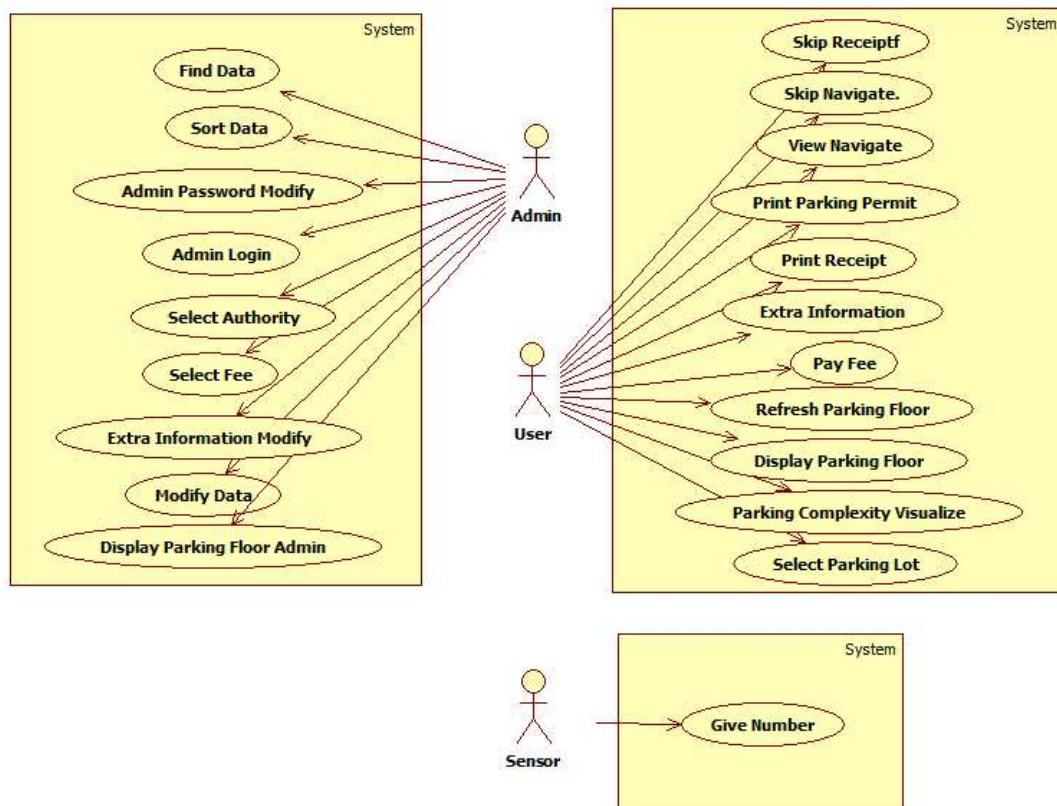 System
Find Data
Sort Data
Admin Password Modify
Admin Login
Select Authority
Select Fee
Extra Information Modify
Modify Data
Display Parking Floor Admin
Admin
User
Sensor
System
Skip Receiptf
Skip Navigate.
View Navigate
Print Parking Permit
Print Receipt
Extra Information
Pay Fee
Refresh Parking Floor
Display Parking Floor
Parking Complexity Visualize
Select Parking Lot
System
Give Number